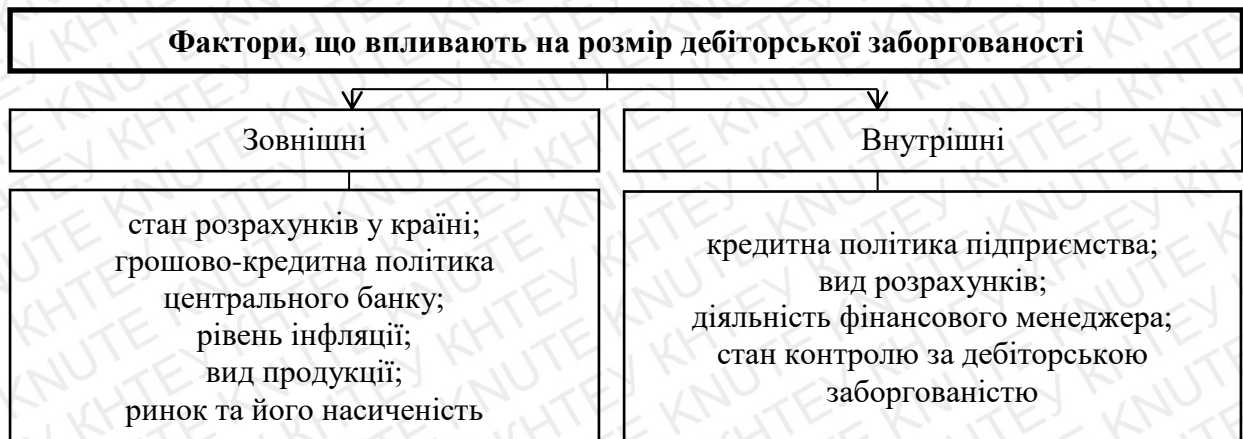 Фактори, що впливають на розмір дебіторської заборгованості
Зовнішні
Внутрішні
стан розрахунків у країні;
грошово-кредитна політика
центрального банку;
рівень інфляції;
вид продукції;
ринок та його насиченість
кредитна політика підприємства;
вид розрахунків;
діяльність фінансового менеджера;
стан контролю за дебіторською
заборгованістю